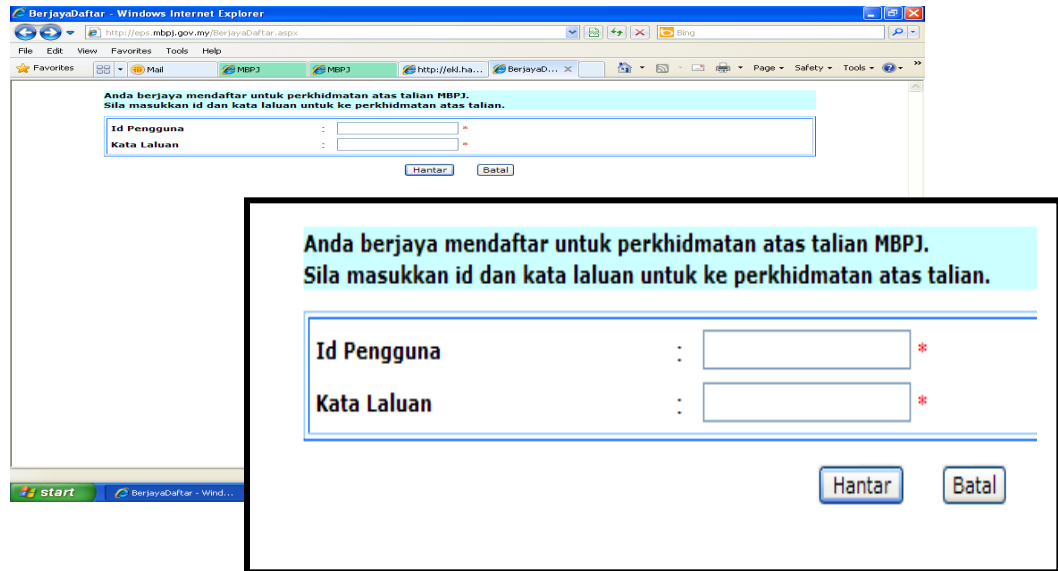 BerjayaDaftar - Windows Internet Explorer
http://eps.mbpj.gov.my/BerjayaDaftar.aspx
Bing
File Edit View Favorites Tools Help
Favorites Mail MBPJ MBPJ http://ekl.ha... BerjayaD... Page Safety Tools
Anda berjaya mendaftar untuk perkhidmatan atas talian MBPJ.
Sila masukkan id dan kata laluan untuk ke perkhidmatan atas talian.
Id Pengguna : *
Kata Laluan : *
Hantar Batal
Anda berjaya mendaftar untuk perkhidmatan atas talian MBPJ.
Sila masukkan id dan kata laluan untuk ke perkhidmatan atas talian.
Id Pengguna : *
Kata Laluan : *
Hantar Batal
start BerjayaDaftar - Wind...